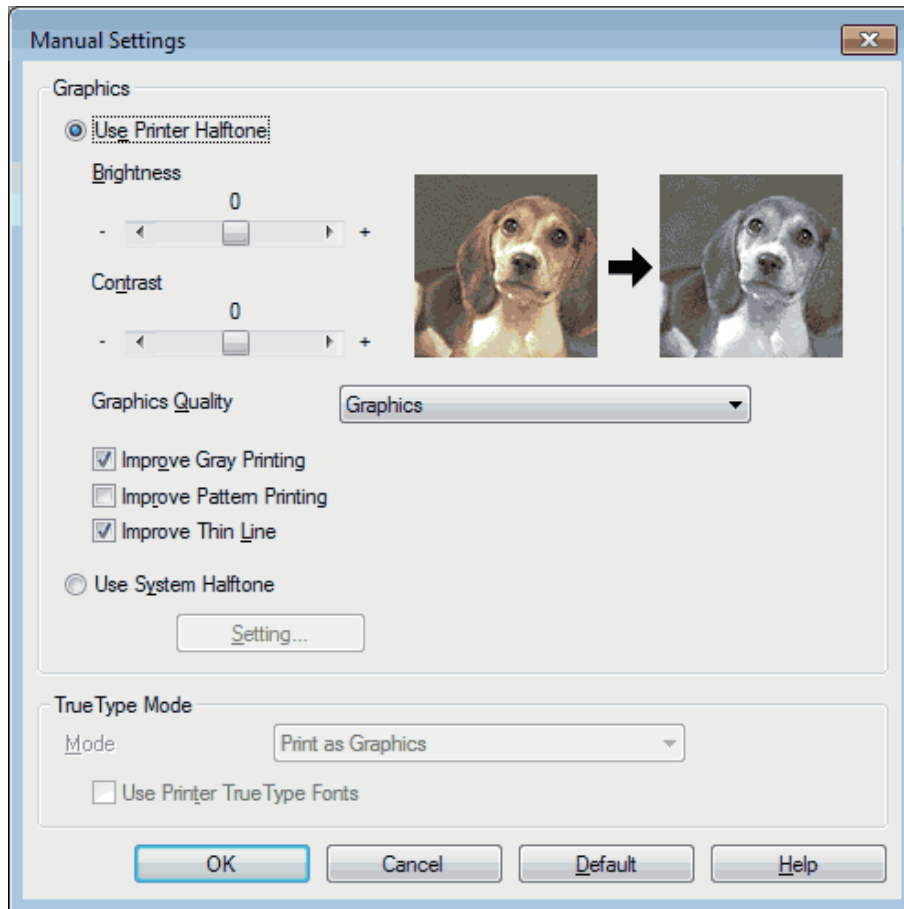 Manual Settings
Graphics
Use Printer Halftone
Brightness
0
- +
Contrast
0
- +
Graphics Quality Graphics
Improve Gray Printing
Improve Pattern Printing
Improve Thin Line
Use System Halftone
Setting...
TrueType Mode
Mode Print as Graphics
Use Printer TrueType Fonts
OK Cancel Default Help